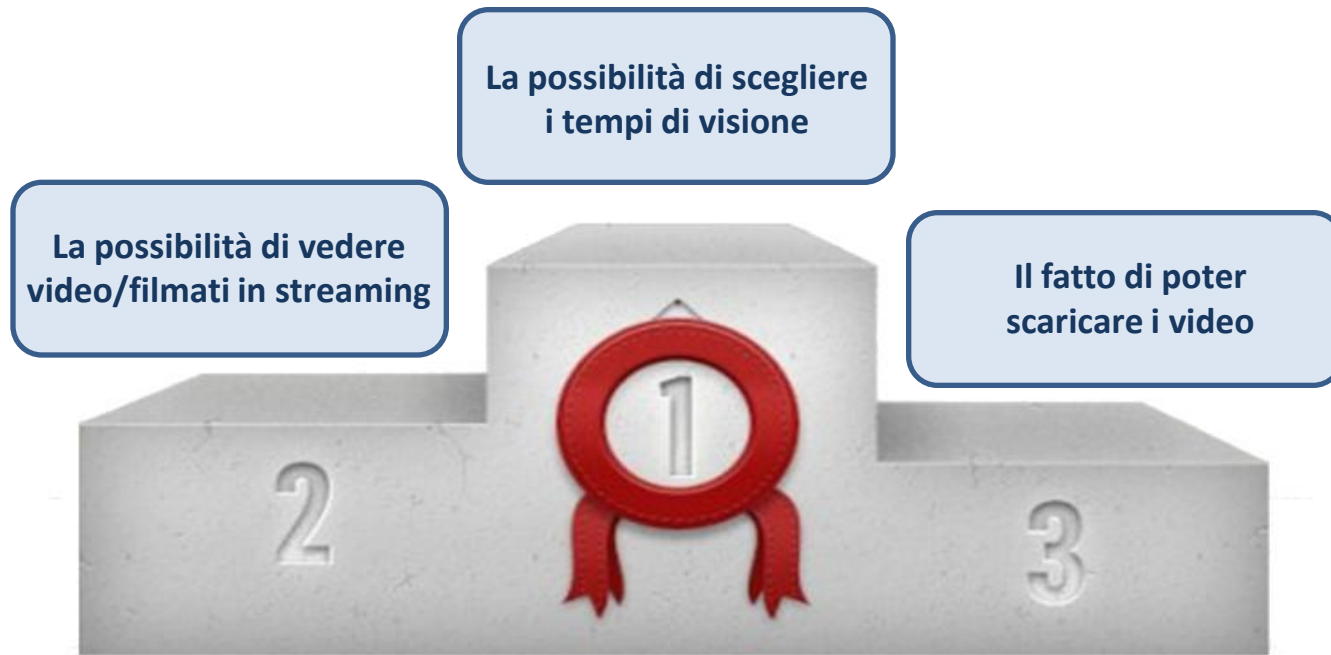 La possibilità di scegliere
i tempi di visione
La possibilità di vedere
video/filmati in streaming
Il fatto di poter
scaricare i video
1
2
3